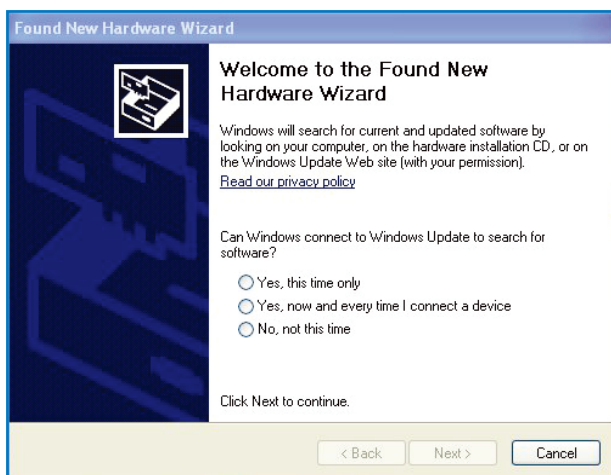 Found New Hardware Wizard
Welcome to the Found New
Hardware Wizard
Windows will search for current and updated software by
looking on your computer, on the hardware installation CD, or on
the Windows Update Web site (with your permission).
Read our privacy policy
Can Windows connect to Windows Update to search for
software?
Yes, this time only
Yes, now and every time I connect a device
No, not this time
Click Next to continue.
< Back Next > Cancel